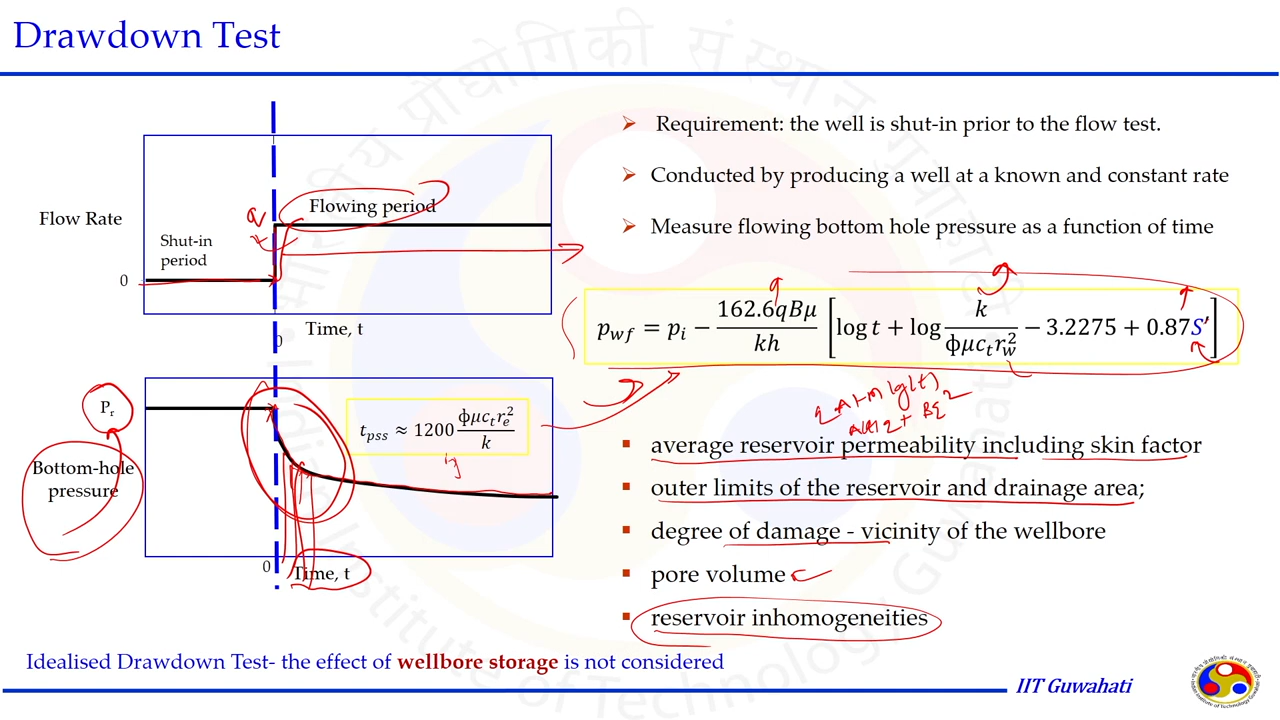 Drawdown Test
Flow Rate
0
q
Shut-in
period
Flowing period
Time, t
0
P_r
Bottom-hole
pressure
t_pss ≈ 1200 ϕμc_t r_e^2 / k
0
Time, t
➢ Requirement: the well is shut-in prior to the flow test.
➢ Conducted by producing a well at a known and constant rate
➢ Measure flowing bottom hole pressure as a function of time
p_wf = p_i − 162.6qBμ / kh [log t + log k / ϕμc_t r_w^2 − 3.2275 + 0.87S]
▪ average reservoir permeability including skin factor
▪ outer limits of the reservoir and drainage area;
▪ degree of damage - vicinity of the wellbore
▪ pore volume
▪ reservoir inhomogeneities
Idealised Drawdown Test- the effect of wellbore storage is not considered
IIT Guwahati